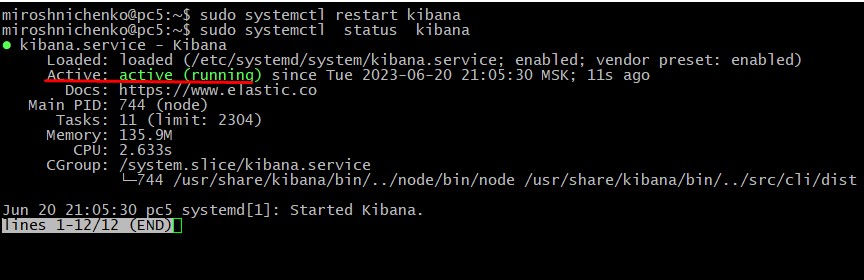 miroshnichenko@pc5:~$ sudo systemctl restart kibana
miroshnichenko@pc5:~$ sudo systemctl  status  kibana
● kibana.service - Kibana
     Loaded: loaded (/etc/systemd/system/kibana.service; enabled; vendor preset: enabled)
     Active: active (running) since Tue 2023-06-20 21:05:30 MSK; 11s ago
       Docs: https://www.elastic.co
   Main PID: 744 (node)
      Tasks: 11 (limit: 2304)
     Memory: 135.9M
        CPU: 2.633s
     CGroup: /system.slice/kibana.service
             └─744 /usr/share/kibana/bin/../node/bin/node /usr/share/kibana/bin/../src/cli/dist

Jun 20 21:05:30 pc5 systemd[1]: Started Kibana.
lines 1-12/12 (END)